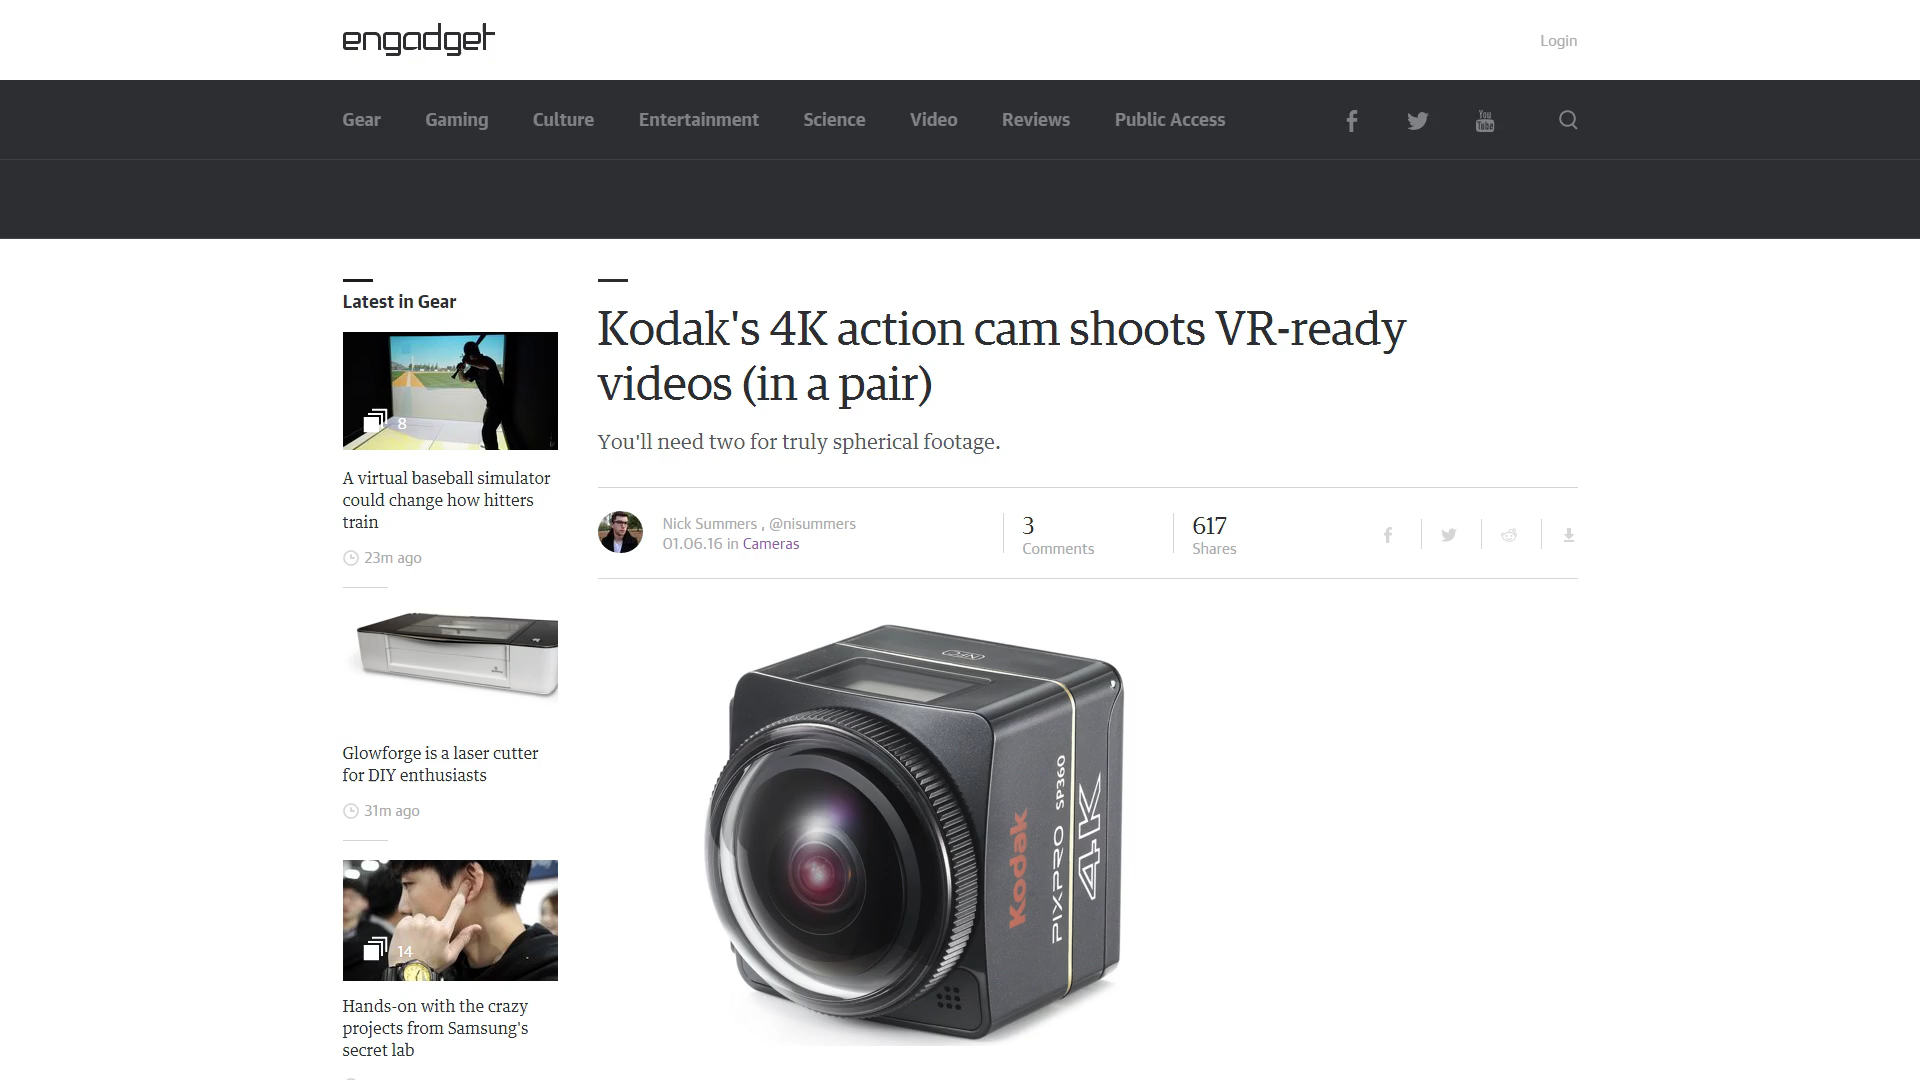 engadget
Login
Gear
Gaming
Culture
Entertainment
Science
Video
Reviews
Public Access
You
Tube
Latest in Gear
8
A virtual baseball simulator
could change how hitters
train
23m ago
Glowforge is a laser cutter
for DIY enthusiasts
31m ago
14
Hands-on with the crazy
projects from Samsung's
secret lab
Kodak's 4K action cam shoots VR-ready
videos (in a pair)
You'll need two for truly spherical footage.
Nick Summers , @nisummers
01.06.16 in Cameras
3
Comments
617
Shares
NFC
Kodak
PIXPRO SP360
4K